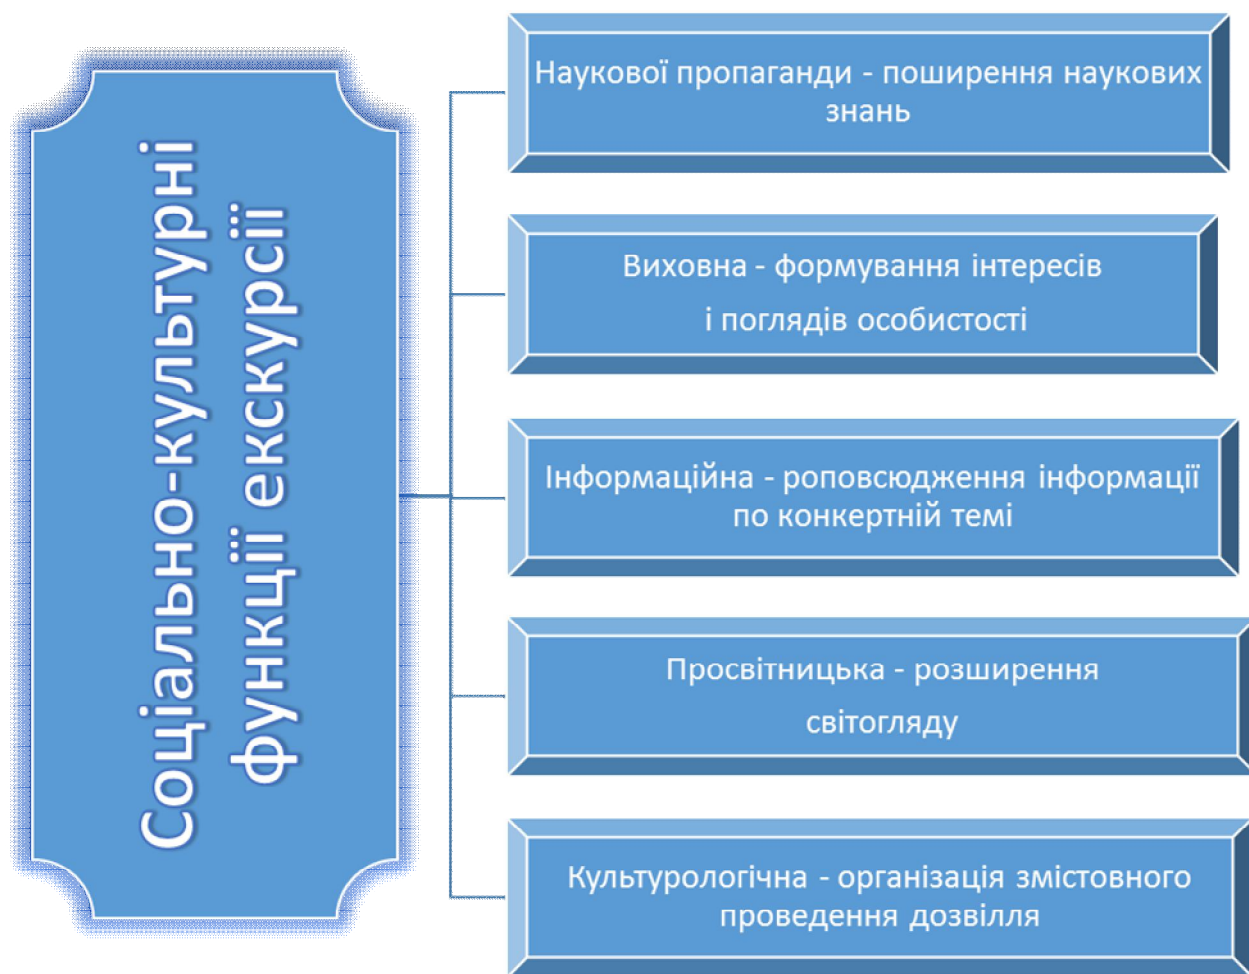 Соціально-культурні
функції екскурсії
Наукової пропаганди - поширення наукових
знань
Виховна - формування інтересів
і поглядів особистості
Інформаційна - роповсюдження інформації
по конкертній темі
Просвітницька - розширення
світогляду
Культурологічна - організація змістовного
проведення дозвілля